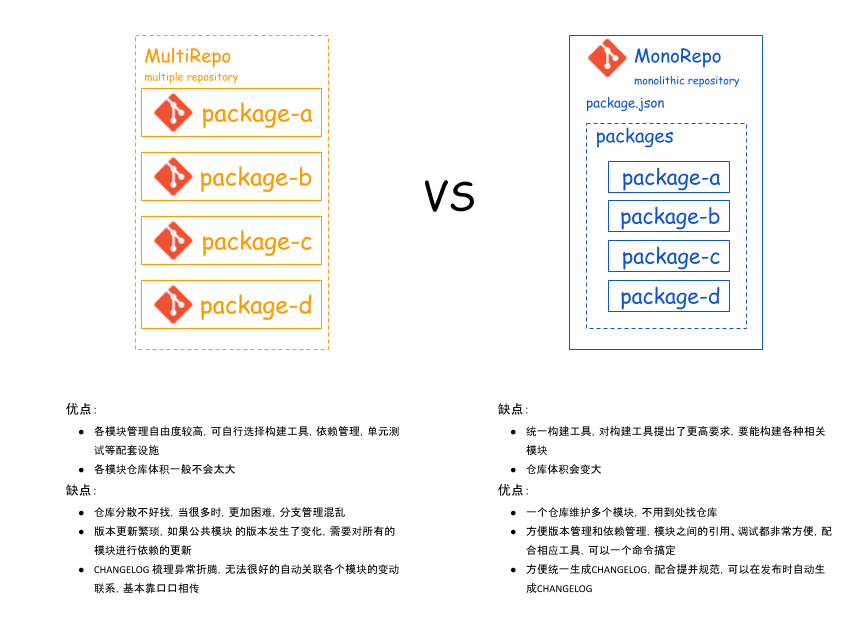 MultiRepo
multiple repository
package-a
package-b
package-c
package-d
VS
MonoRepo
monolithic repository
package.json
packages
package-a
package-b
package-c
package-d
优点：
● 各模块管理自由度较高，可自行选择构建工具，依赖管理，单元测
试等配套设施
● 各模块仓库体积一般不会太大
缺点：
● 仓库分散不好找，当很多时，更加困难，分支管理混乱
● 版本更新繁琐，如果公共模块 的版本发生了变化，需要对所有的
模块进行依赖的更新
● CHANGELOG 梳理异常折腾，无法很好的自动关联各个模块的变动
联系，基本靠口口相传
缺点：
● 统一构建工具，对构建工具提出了更高要求，要能构建各种相关
模块
● 仓库体积会变大
优点：
● 一个仓库维护多个模块，不用到处找仓库
● 方便版本管理和依赖管理，模块之间的引用、调试都非常方便，配
合相应工具，可以一个命令搞定
● 方便统一生成CHANGELOG，配合提并规范，可以在发布时自动生
成CHANGELOG